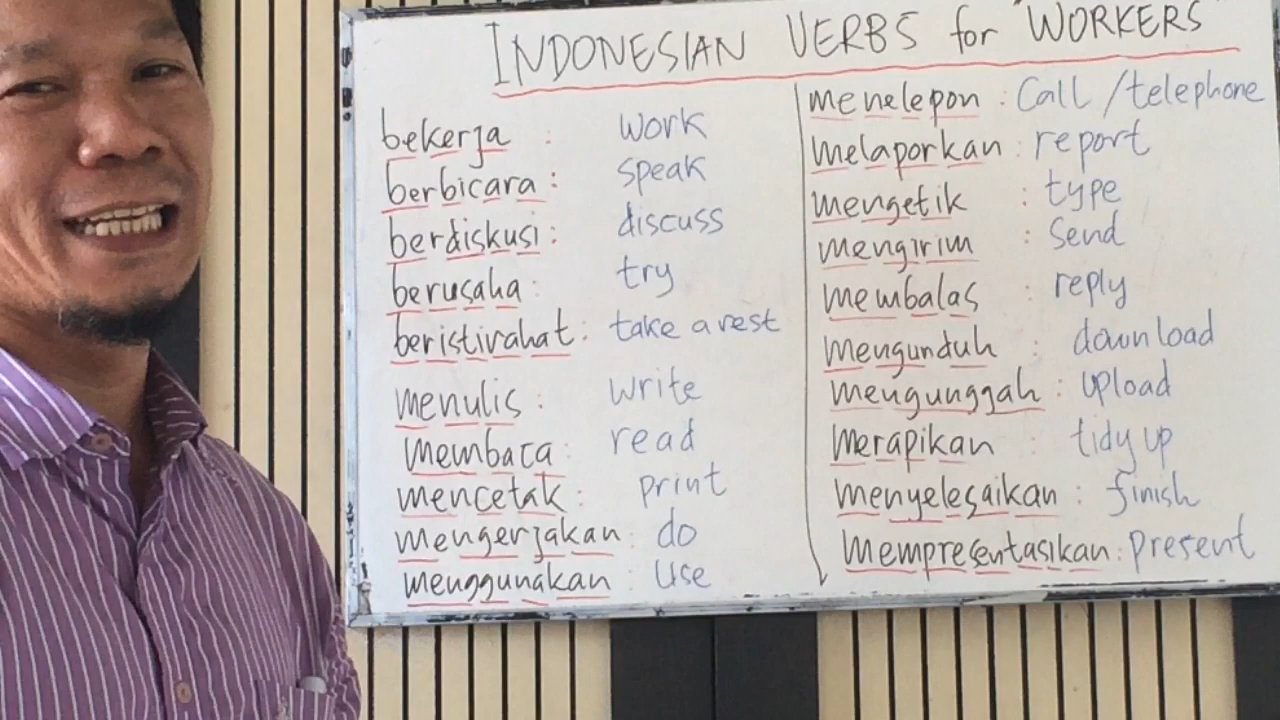 INDONESIAN VERBS for "WORKERS"
bekerja : work
berbicara : speak
berdiskusi : discuss
berusaha : try
beristirahat : take a rest
menulis : write
membaca : read
mencetak : print
mengerjakan : do
menggunakan : Use
menelepon : Call / telephone
melaporkan : report
mengetik : type
mengirim : Send
membalas : reply
mengunduh : download
mengunggah : upload
merapikan : tidy up
menyelesaikan : finish
mempresentasikan : present